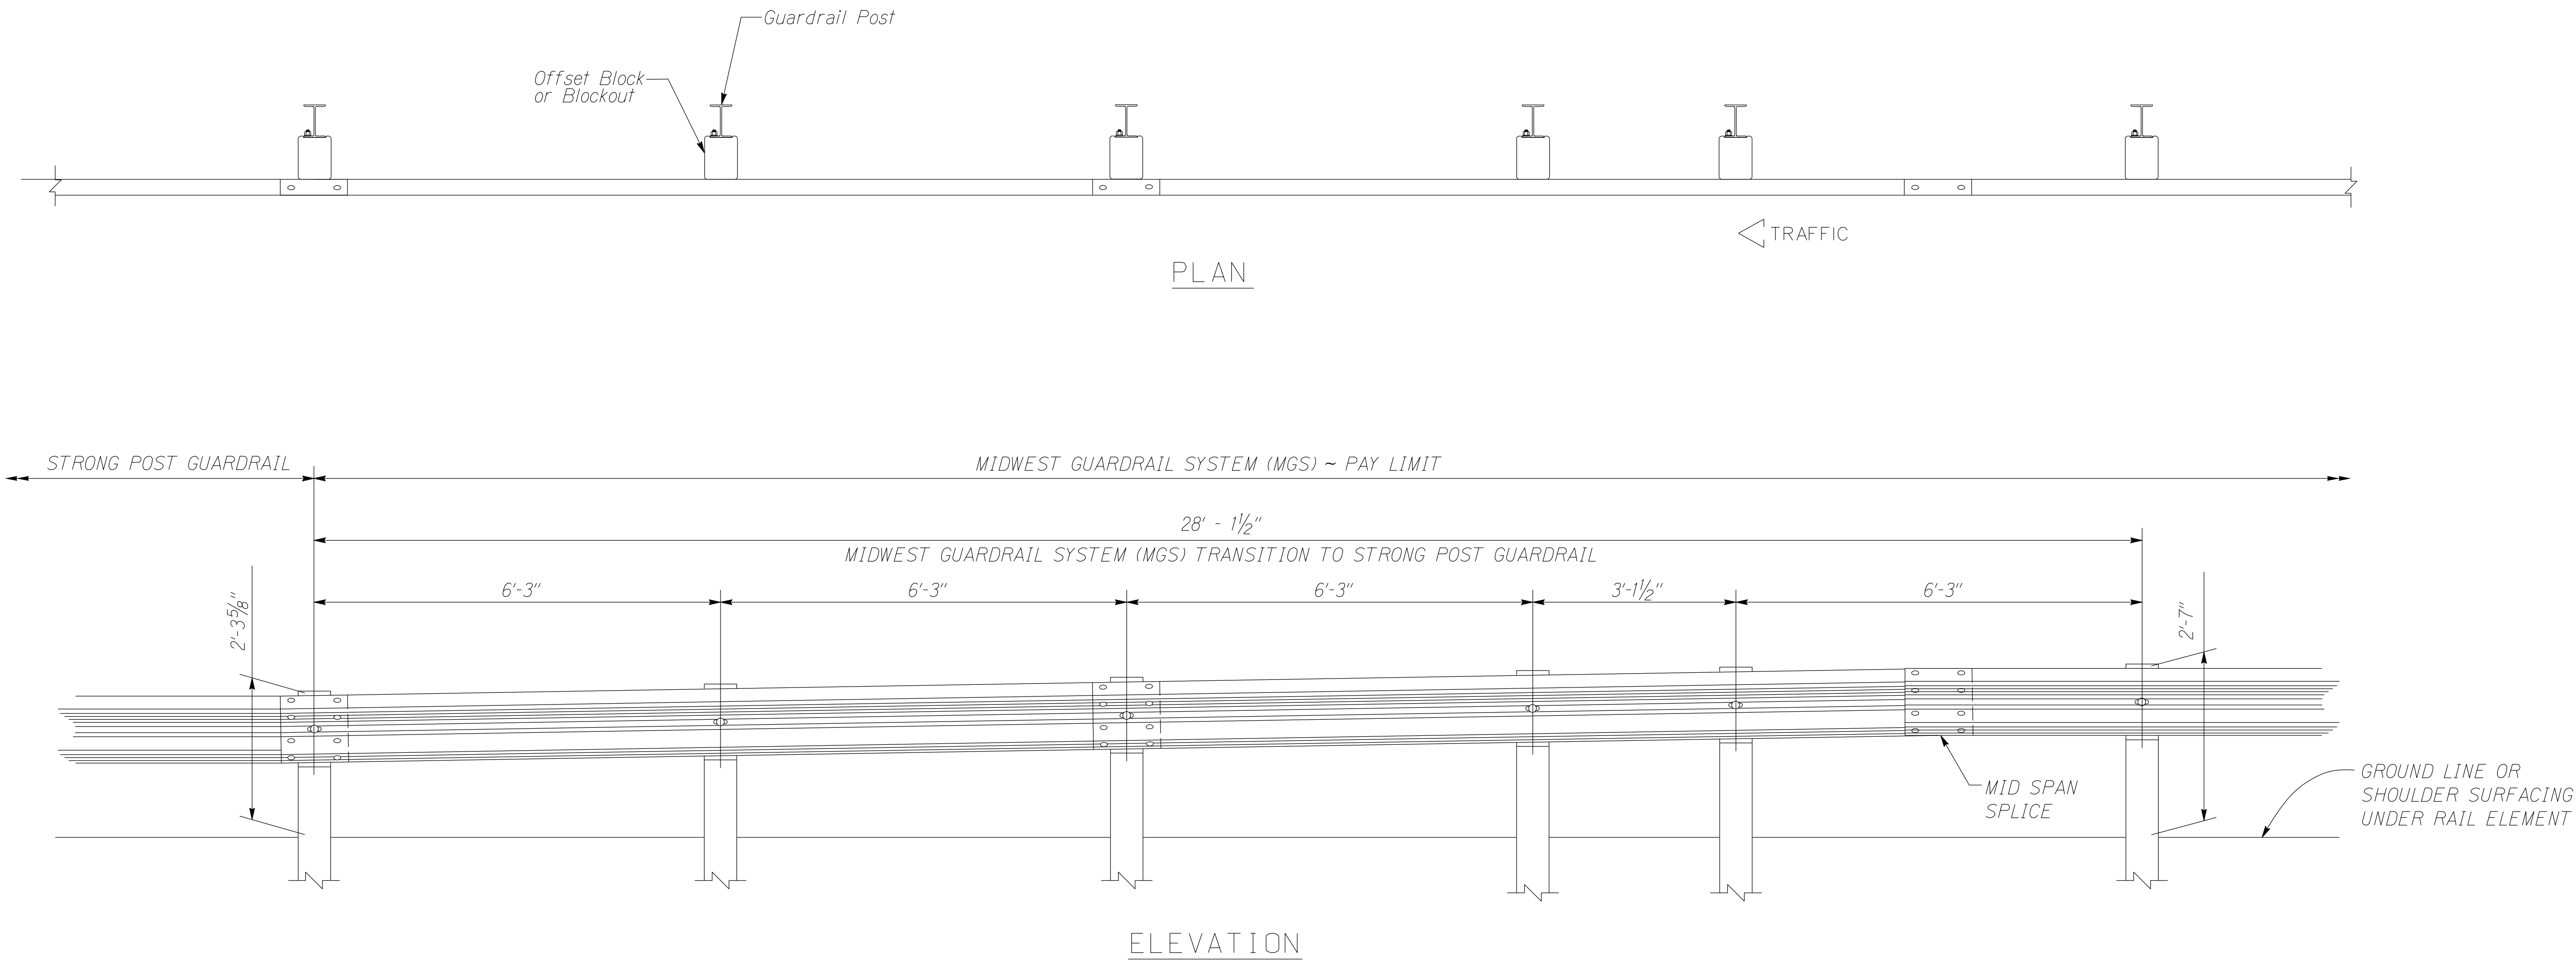 Guardrail Post
Offset Block
or Blockout
TRAFFIC
PLAN
STRONG POST GUARDRAIL
MIDWEST GUARDRAIL SYSTEM (MGS) ~ PAY LIMIT
28' - 1½"
MIDWEST GUARDRAIL SYSTEM (MGS) TRANSITION TO STRONG POST GUARDRAIL
6'-3"
6'-3"
6'-3"
3'-1½"
6'-3"
2'-3⅝"
2'-7"
MID SPAN
SPLICE
GROUND LINE OR
SHOULDER SURFACING
UNDER RAIL ELEMENT
ELEVATION